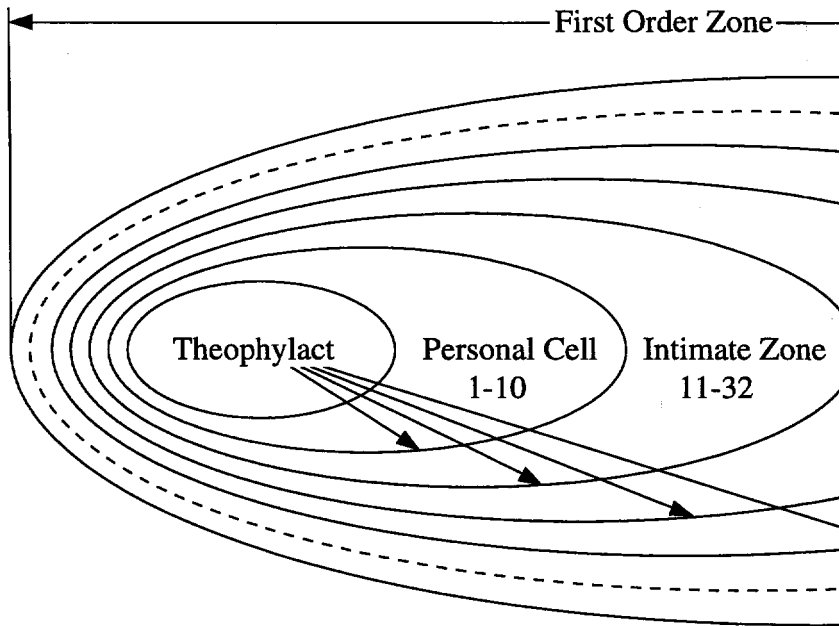 First Order Zone
Theophylact
Personal Cell
1-10
Intimate Zone
11-32